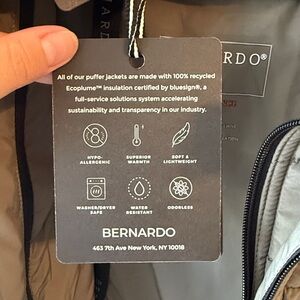 All of our puffer jackets are made with 100% recycled
Ecoplume™ insulation certified by bluesign®, a
full-service solutions system accelerating
sustainability and transparency in our industry.
HYPO-
ALLERGENIC
SUPERIOR
WARMTH
SOFT &
LIGHTWEIGHT
WASHER/DRYER
SAFE
WATER
RESISTANT
ODORLESS
BERNARDO
463 7th Ave New York, NY 10018
ARDO®